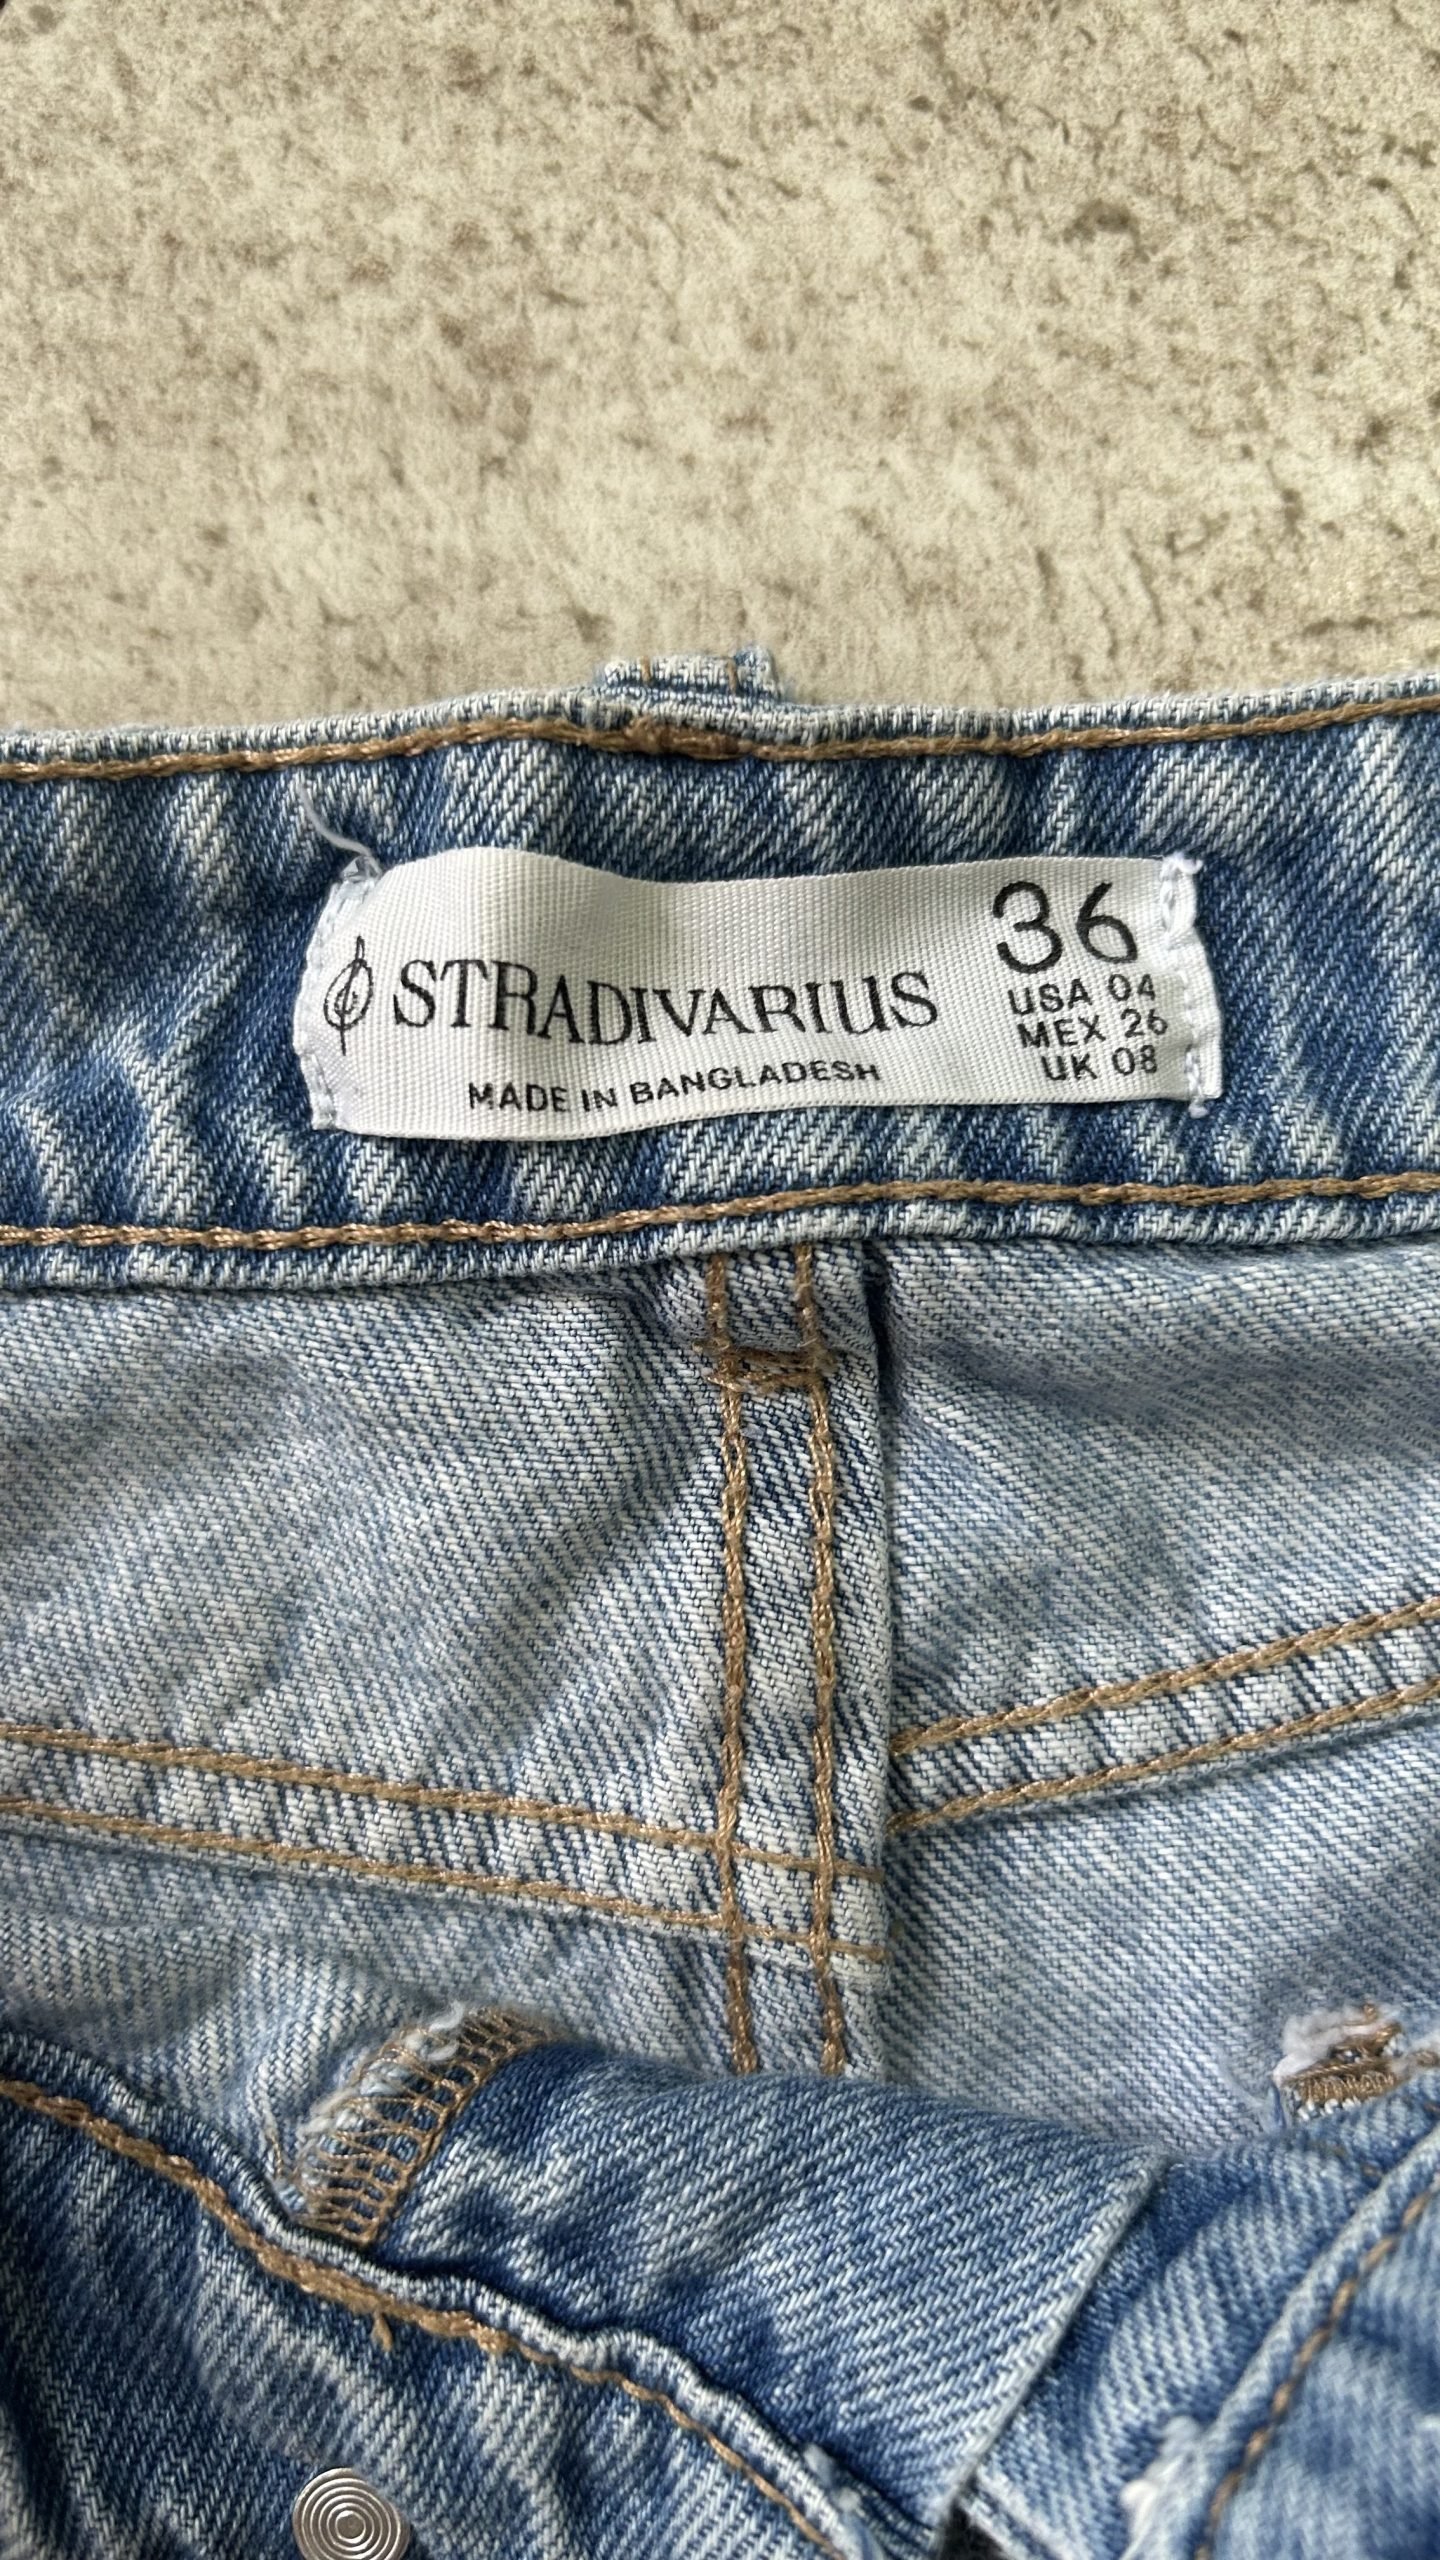 STRADIVARIUS
MADE IN BANGLADESH
36
USA 04
MEX 26
UK 08